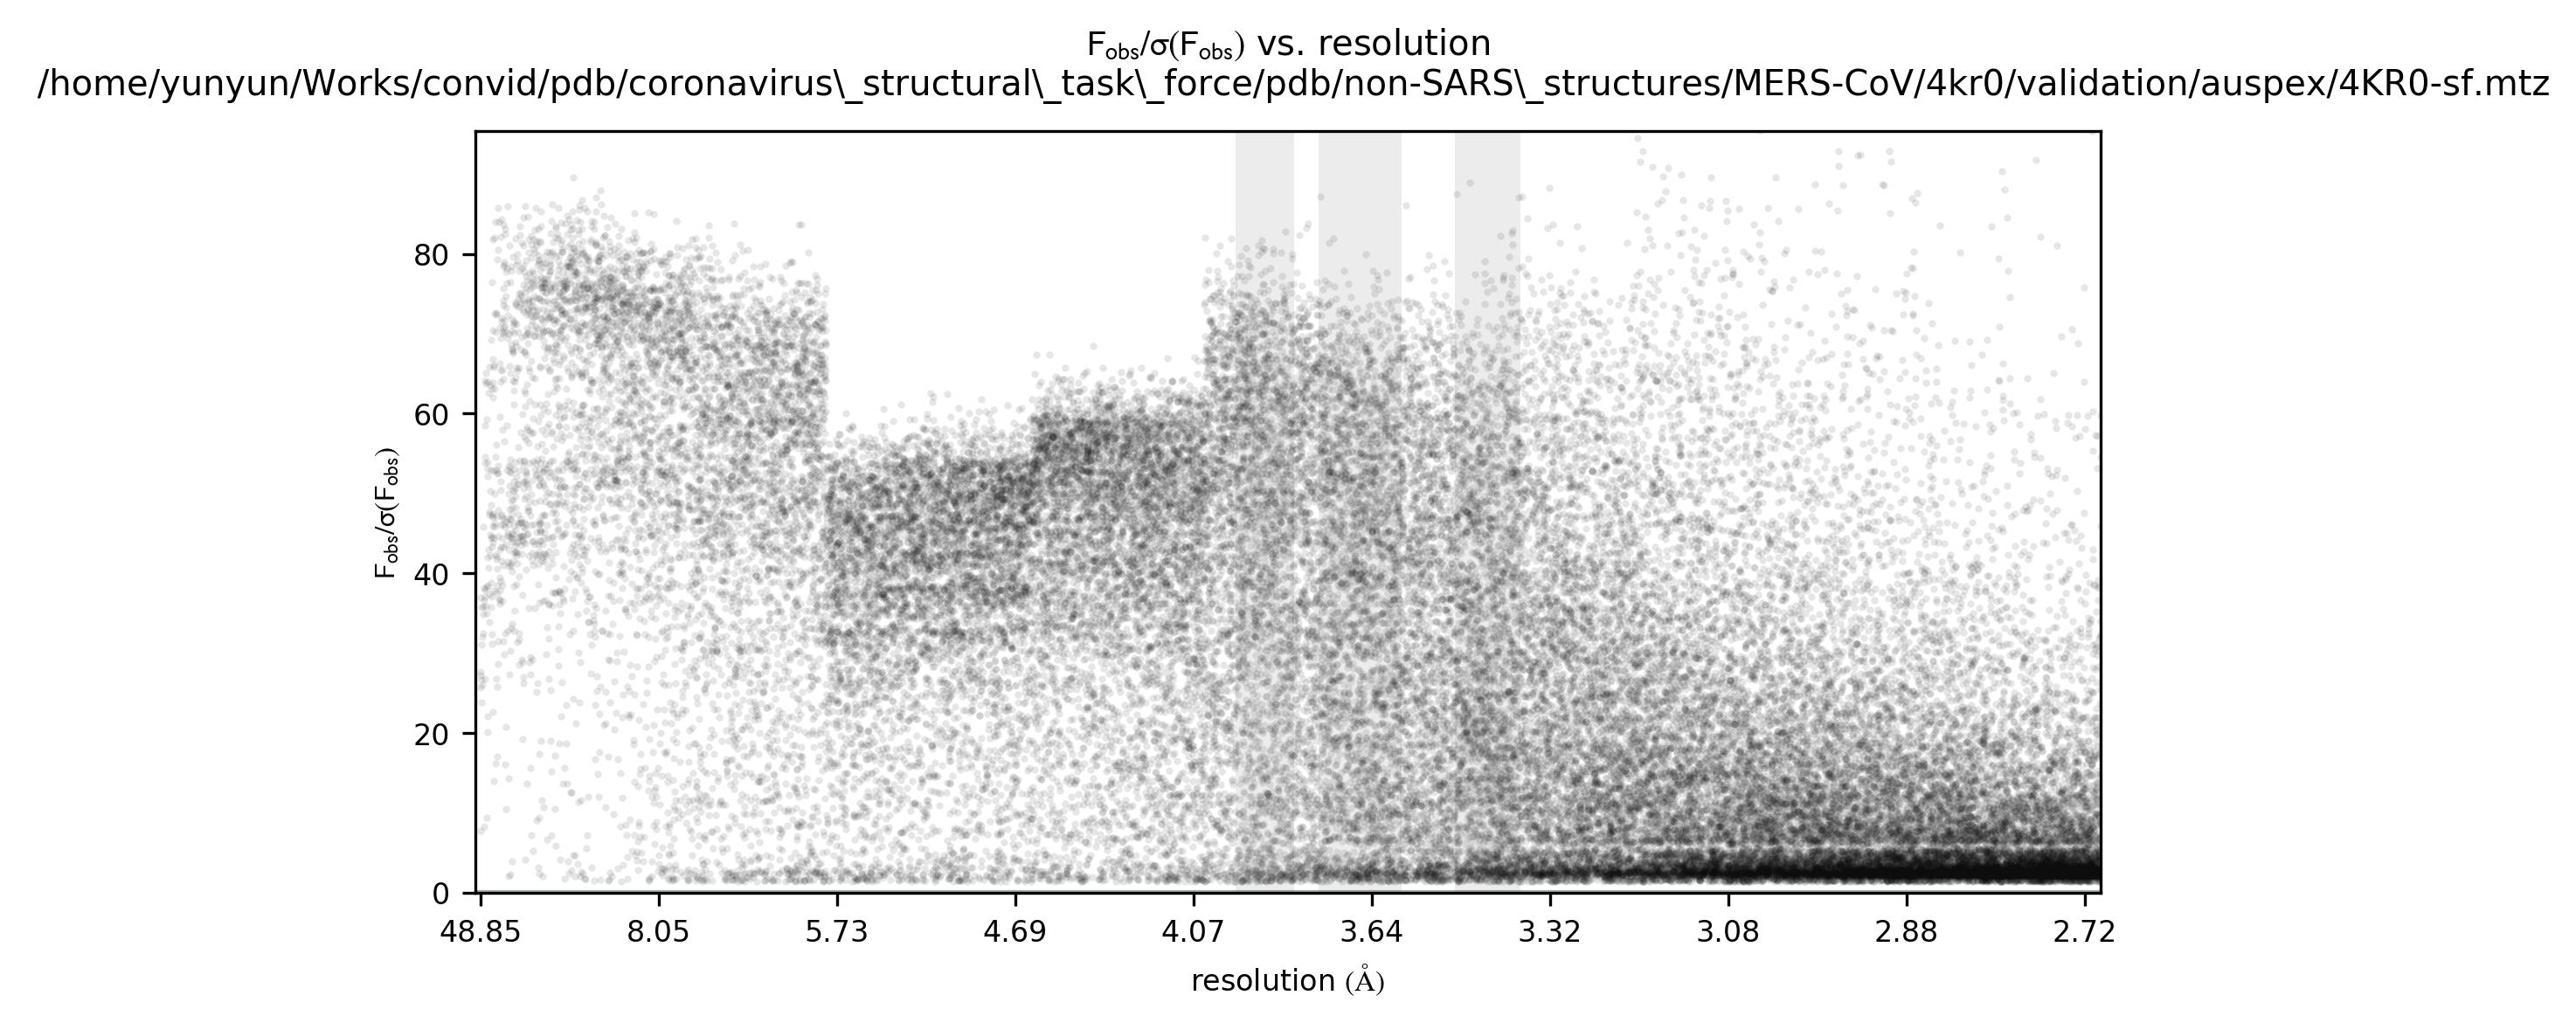 Fobs/σ(Fobs) vs. resolution
/home/yunyun/Works/convid/pdb/coronavirus\_structural\_task\_force/pdb/non-SARS\_structures/MERS-CoV/4kr0/validation/auspex/4KR0-sf.mtz
Fobs/σ(Fobs)
80
60
40
20
0
48.85 8.05 5.73 4.69 4.07 3.64 3.32 3.08 2.88 2.72
resolution (Å)